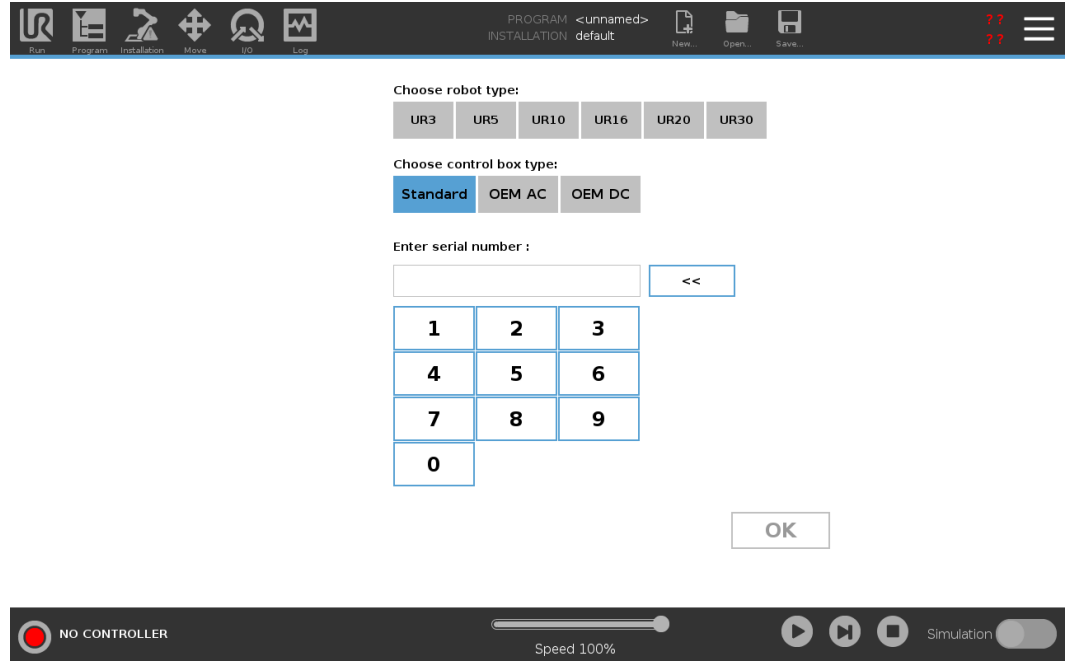 PROGRAM <unnamed>
INSTALLATION default
UR
Run Program Installation Move I/O Log New... Open... Save...
? ?
? ?
Choose robot type:
UR3 UR5 UR10 UR16 UR20 UR30
Choose control box type:
Standard OEM AC OEM DC
Enter serial number :
<<
1 2 3
4 5 6
7 8 9
0
OK
NO CONTROLLER
Speed 100%
Simulation